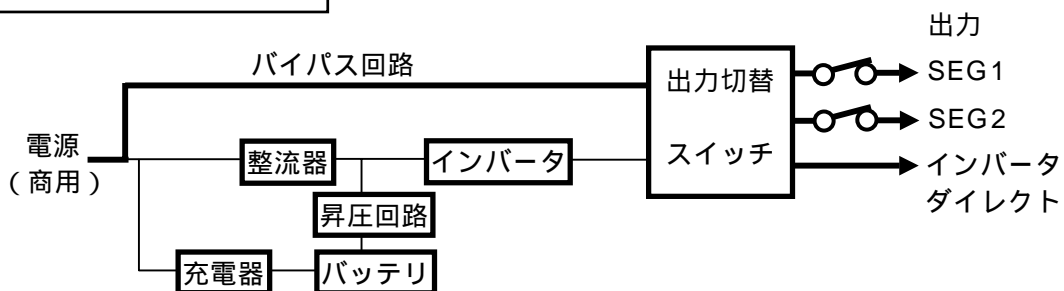 出力
バイパス回路
SEG1
出力切替
スイッチ
SEG2
電源
（商用）
整流器
インバータ
インバータ
ダイレクト
昇圧回路
充電器
バッテリ